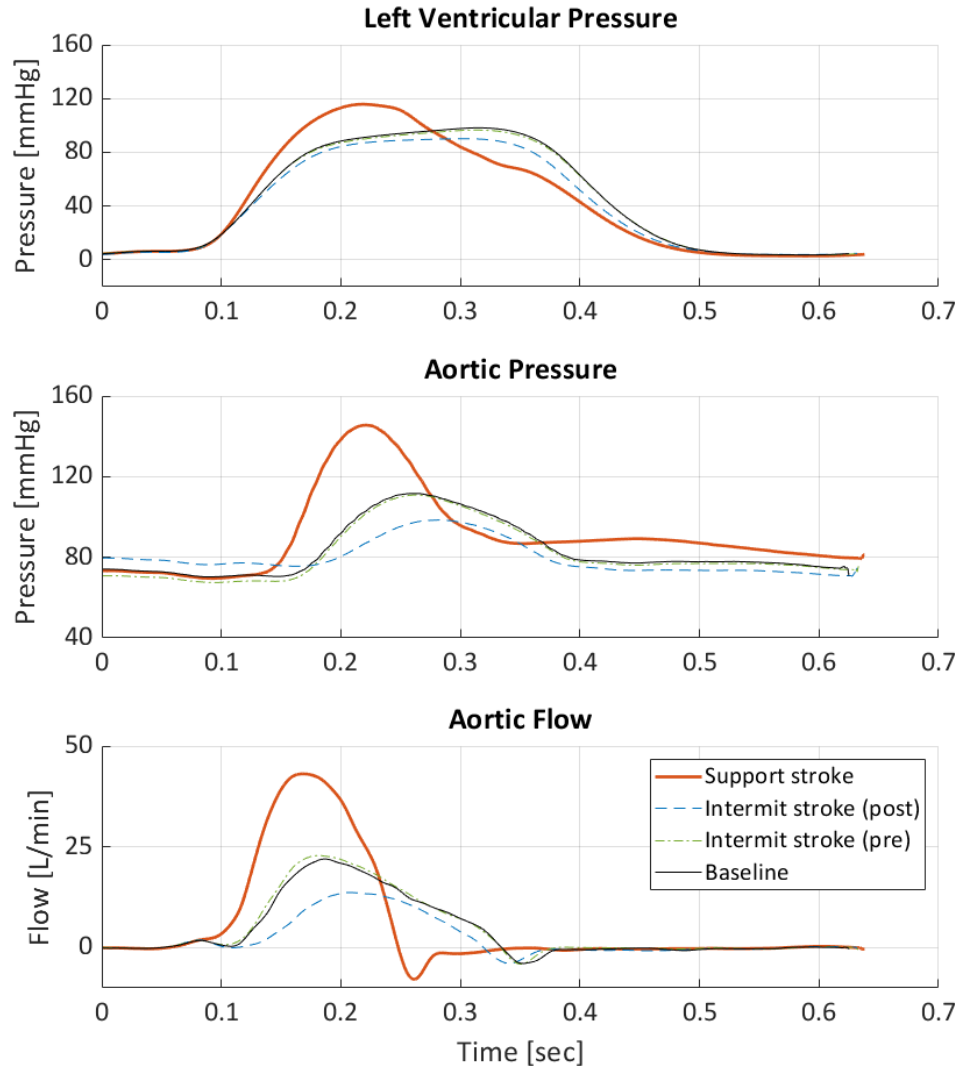 Left Ventricular Pressure
Pressure [mmHg]
160
120
80
40
0
0 0.1 0.2 0.3 0.4 0.5 0.6 0.7
Aortic Pressure
Pressure [mmHg]
160
120
80
40
0 0.1 0.2 0.3 0.4 0.5 0.6 0.7
Aortic Flow
Flow [L/min]
50
25
0
Support stroke
Intermit stroke (post)
Intermit stroke (pre)
Baseline
0 0.1 0.2 0.3 0.4 0.5 0.6 0.7
Time [sec]